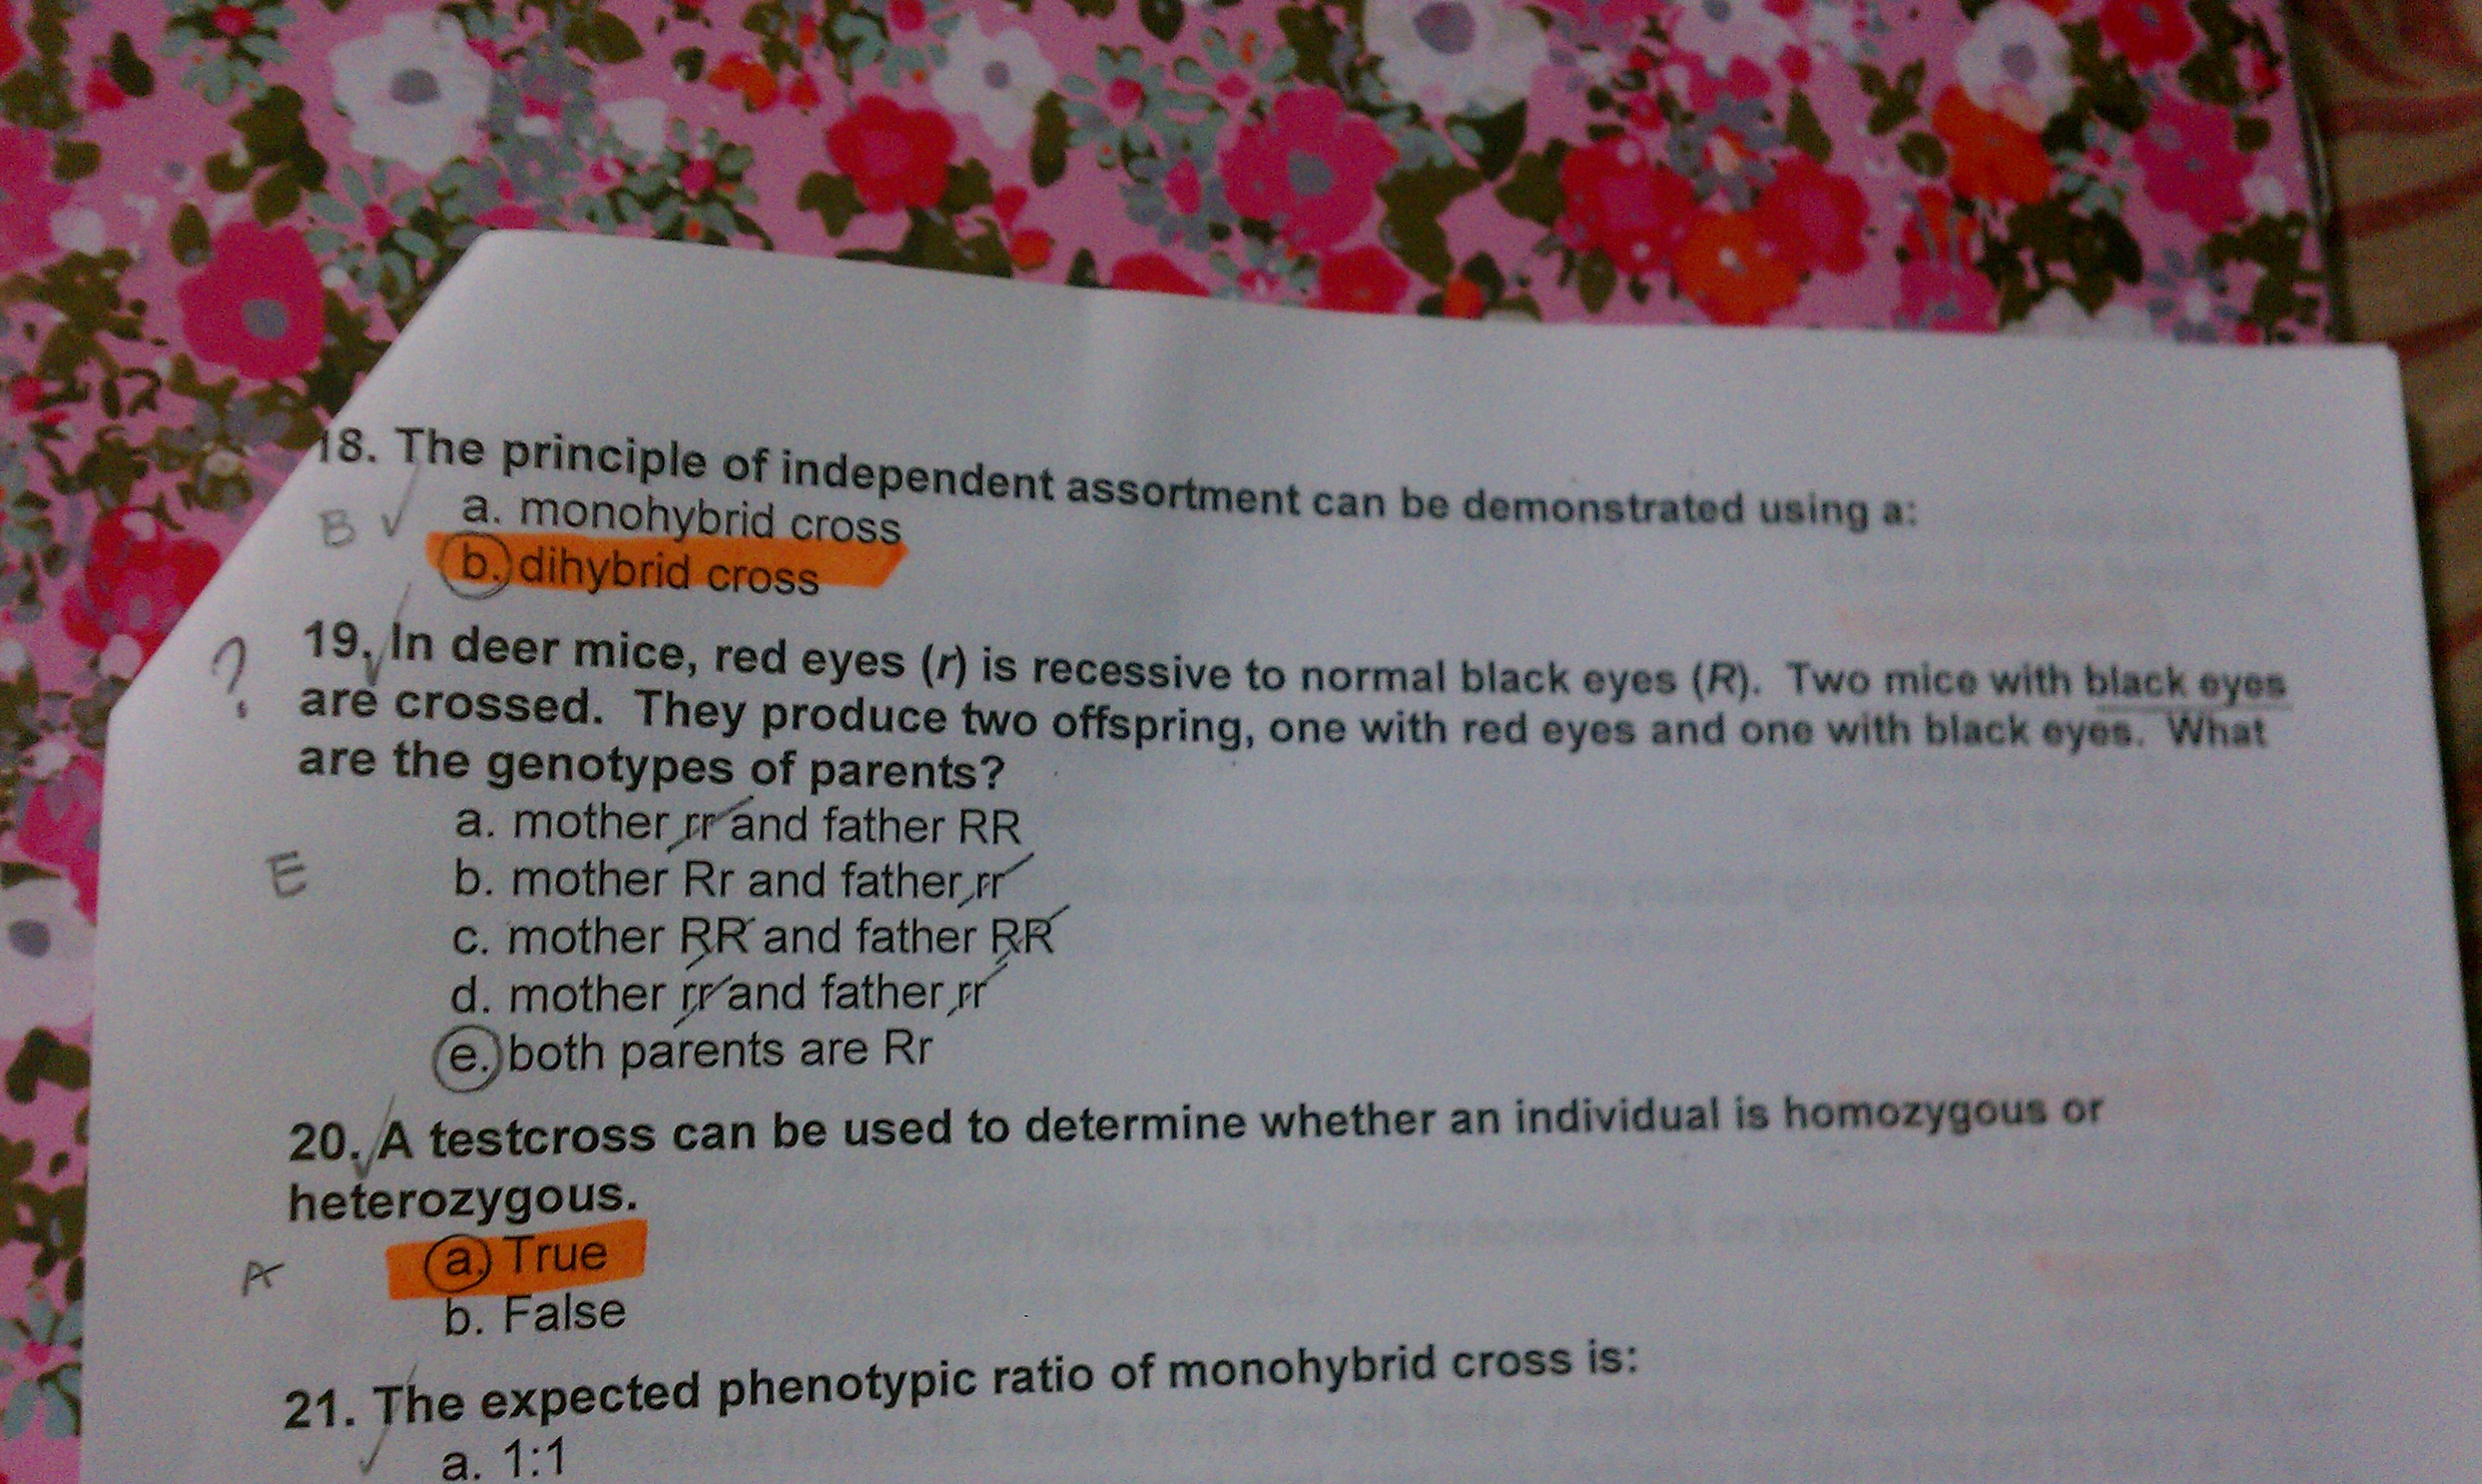 18. The principle of independent assortment can be demonstrated using a:
B ✓ a. monohybrid cross
b. dihybrid cross
? 19. In deer mice, red eyes (r) is recessive to normal black eyes (R). Two mice with black eyes
are crossed. They produce two offspring, one with red eyes and one with black eyes. What
are the genotypes of parents?
a. mother rr and father RR
E b. mother Rr and father rr
c. mother RR and father RR
d. mother rr and father rr
e. both parents are Rr
20. A testcross can be used to determine whether an individual is homozygous or
heterozygous.
A a. True
b. False
21. The expected phenotypic ratio of monohybrid cross is:
a. 1:1